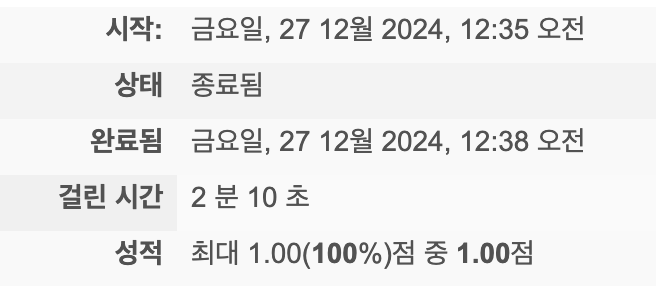 시작: 금요일, 27 12월 2024, 12:35 오전
상태 종료됨
완료됨 금요일, 27 12월 2024, 12:38 오전
걸린 시간 2 분 10 초
성적 최대 1.00(100%)점 중 1.00점